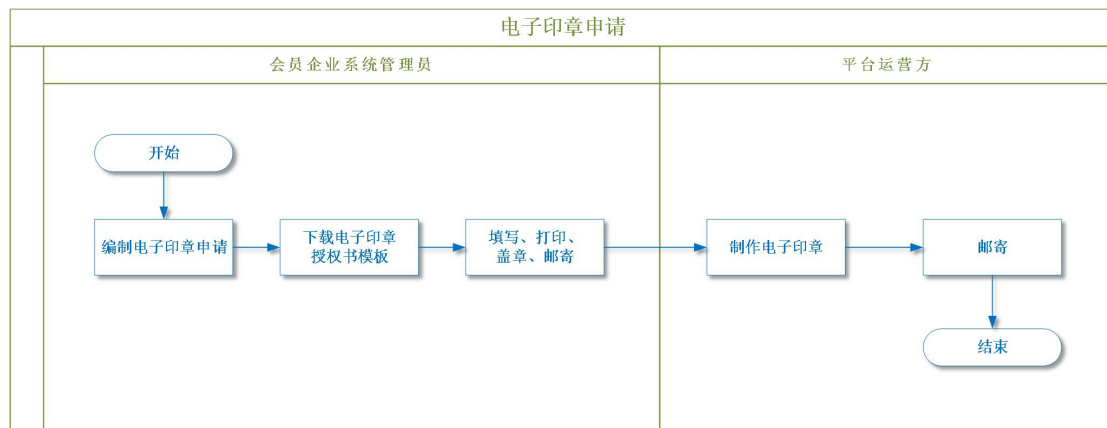 电子印章申请
会员企业系统管理员
平台运营方
开始
编制电子印章申请
下载电子印章
授权书模板
填写、打印、
盖章、邮寄
制作电子印章
邮寄
结束